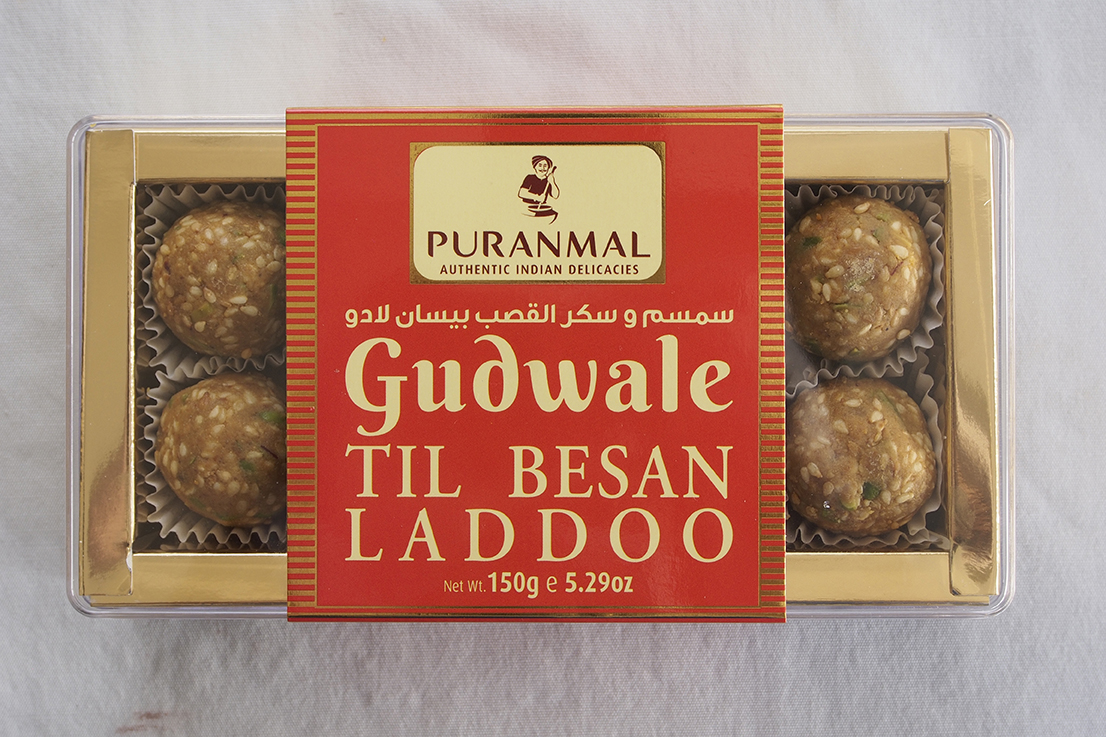 PURANMAL
AUTHENTIC INDIAN DELICACIES
سمسم و سكر القصب بيسان لادو
Gudwale
TIL BESAN
LADDOO
Net Wt. 150g e 5.29oz